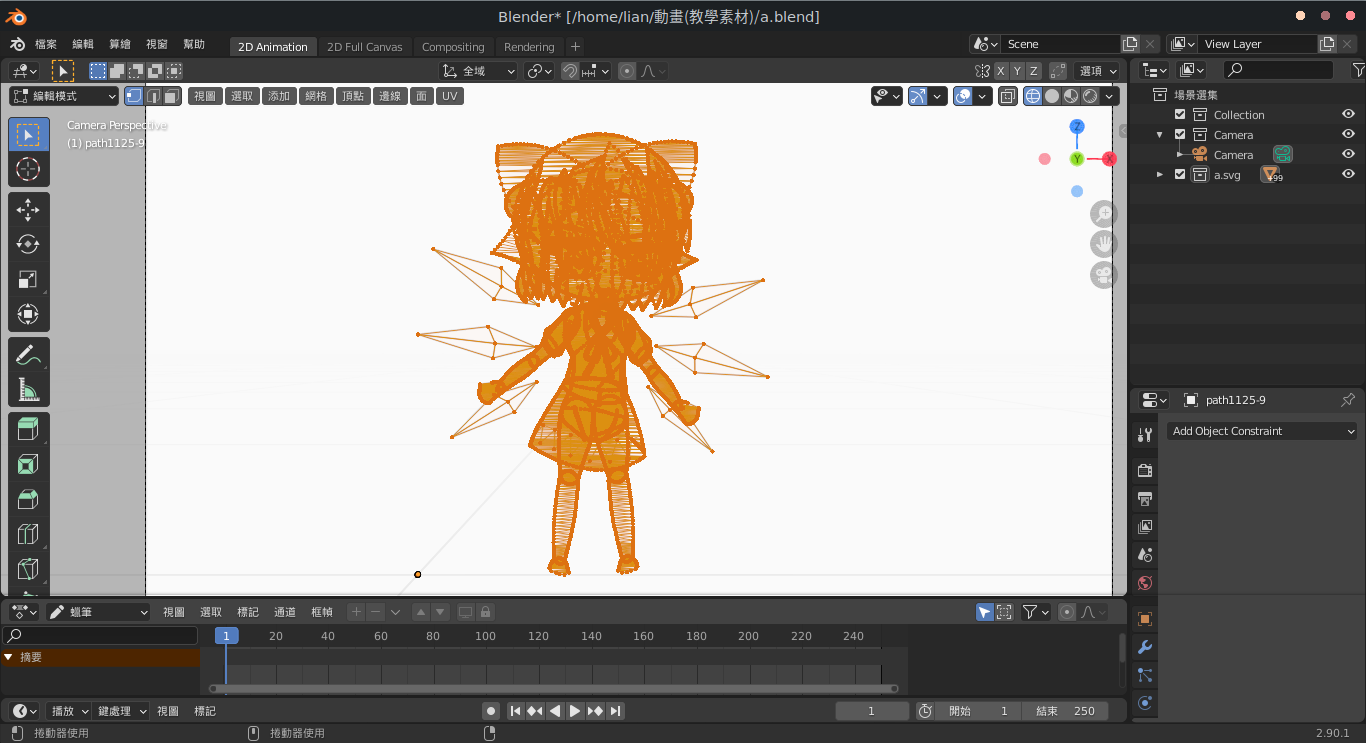 Blender* [/home/lian/動畫(教學素材)/a.blend]
檔案 編輯 算繪 視窗 幫助 2D Animation 2D Full Canvas Compositing Rendering + Scene View Layer
全域 X Y Z 選項
編輯模式 視圖 選取 添加 網格 頂點 邊線 面 UV
場景選集
Collection
Camera
Camera
a.svg +99
Camera Perspective
(1) path1125-9
Z
Y
X
path1125-9
Add Object Constraint
蠟筆 視圖 選取 標記 通道 框幀
1 20 40 60 80 100 120 140 160 180 200 220 240
摘要
播放 鍵處理 視圖 標記 1 開始 1 結束 250
捲動器使用 捲動器使用 2.90.1